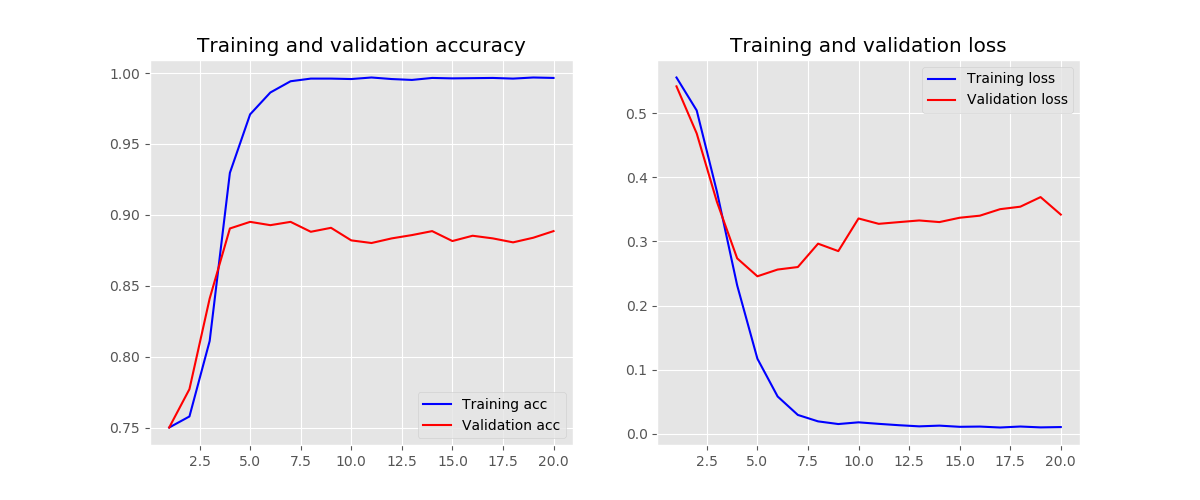 Training and validation accuracy
1.00
0.95
0.90
0.85
0.80
0.75
Training acc
Validation acc
2.5 5.0 7.5 10.0 12.5 15.0 17.5 20.0
Training and validation loss
Training loss
Validation loss
0.5
0.4
0.3
0.2
0.1
0.0
2.5 5.0 7.5 10.0 12.5 15.0 17.5 20.0